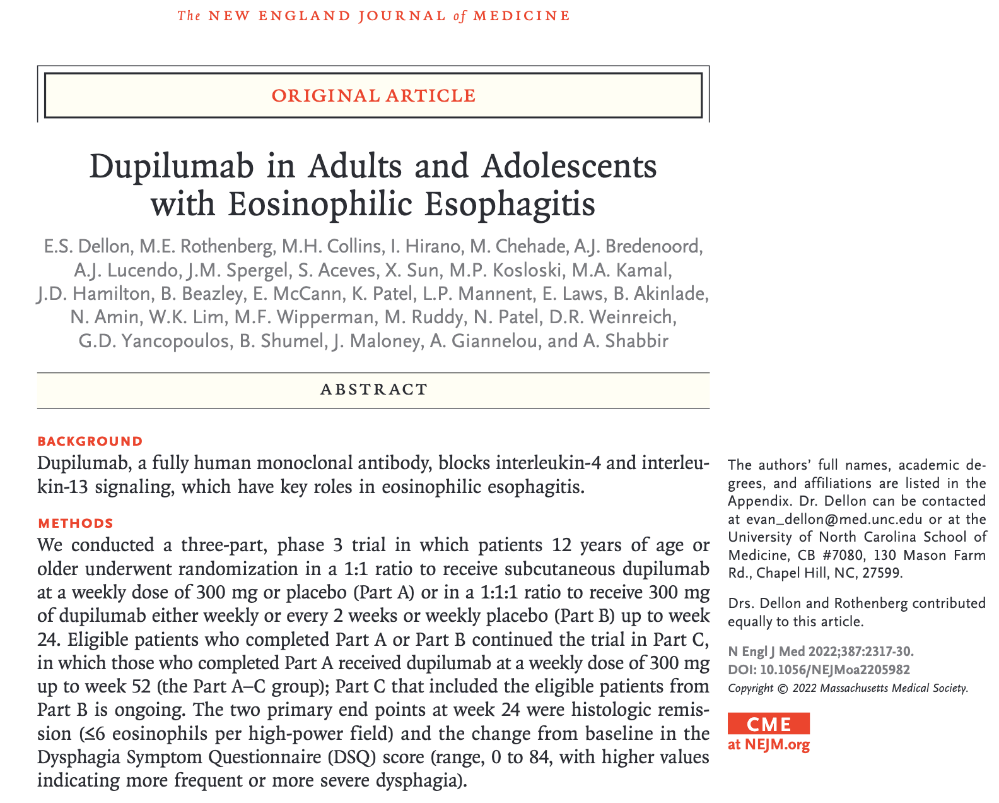 The NEW ENGLAND JOURNAL of MEDICINE
ORIGINAL ARTICLE
Dupilumab in Adults and Adolescents
with Eosinophilic Esophagitis
E.S. Dellon, M.E. Rothenberg, M.H. Collins, I. Hirano, M. Chehade, A.J. Bredenoord,
A.J. Lucendo, J.M. Spergel, S. Aceves, X. Sun, M.P. Kosloski, M.A. Kamal,
J.D. Hamilton, B. Beazley, E. McCann, K. Patel, L.P. Mannent, E. Laws, B. Akinlade,
N. Amin, W.K. Lim, M.F. Wipperman, M. Ruddy, N. Patel, D.R. Weinreich,
G.D. Yancopoulos, B. Shumel, J. Maloney, A. Giannelou, and A. Shabbir
ABSTRACT
BACKGROUND
Dupilumab, a fully human monoclonal antibody, blocks interleukin-4 and interleu-
kin-13 signaling, which have key roles in eosinophilic esophagitis.
METHODS
We conducted a three-part, phase 3 trial in which patients 12 years of age or
older underwent randomization in a 1:1 ratio to receive subcutaneous dupilumab
at a weekly dose of 300 mg or placebo (Part A) or in a 1:1:1 ratio to receive 300 mg
of dupilumab either weekly or every 2 weeks or weekly placebo (Part B) up to week
24. Eligible patients who completed Part A or Part B continued the trial in Part C,
in which those who completed Part A received dupilumab at a weekly dose of 300 mg
up to week 52 (the Part A–C group); Part C that included the eligible patients from
Part B is ongoing. The two primary end points at week 24 were histologic remis-
sion (≤6 eosinophils per high-power field) and the change from baseline in the
Dysphagia Symptom Questionnaire (DSQ) score (range, 0 to 84, with higher values
indicating more frequent or more severe dysphagia).
The authors' full names, academic de-
grees, and affiliations are listed in the
Appendix. Dr. Dellon can be contacted
at evan_dellon@med.unc.edu or at the
University of North Carolina School of
Medicine, CB #7080, 130 Mason Farm
Rd., Chapel Hill, NC, 27599.
Drs. Dellon and Rothenberg contributed
equally to this article.
N Engl J Med 2022;387:2317-30.
DOI: 10.1056/NEJMoa2205982
Copyright © 2022 Massachusetts Medical Society.
CME
at NEJM.org